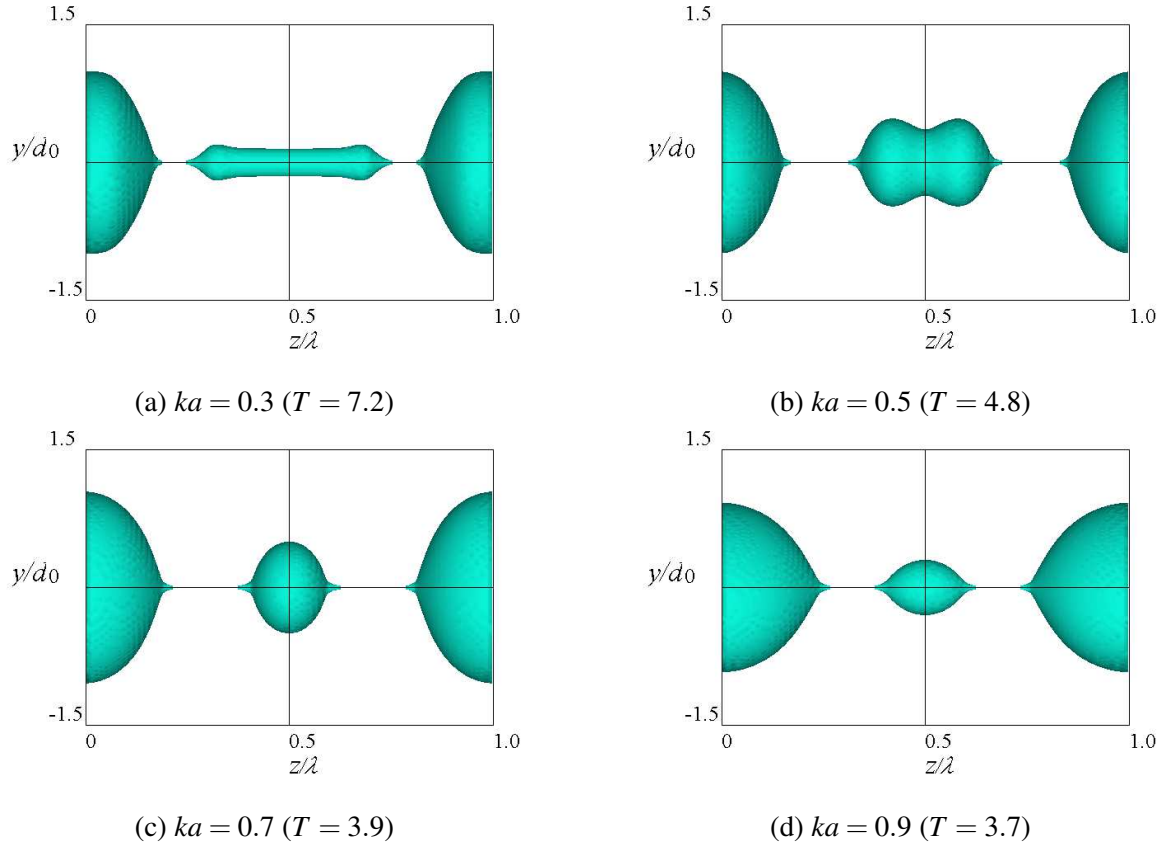 1.5
y/d0
-1.5
0 0.5 1.0
z/λ
(a) ka = 0.3 (T = 7.2)
1.5
y/d0
-1.5
0 0.5 1.0
z/λ
(b) ka = 0.5 (T = 4.8)
1.5
y/d0
-1.5
0 0.5 1.0
z/λ
(c) ka = 0.7 (T = 3.9)
1.5
y/d0
-1.5
0 0.5 1.0
z/λ
(d) ka = 0.9 (T = 3.7)